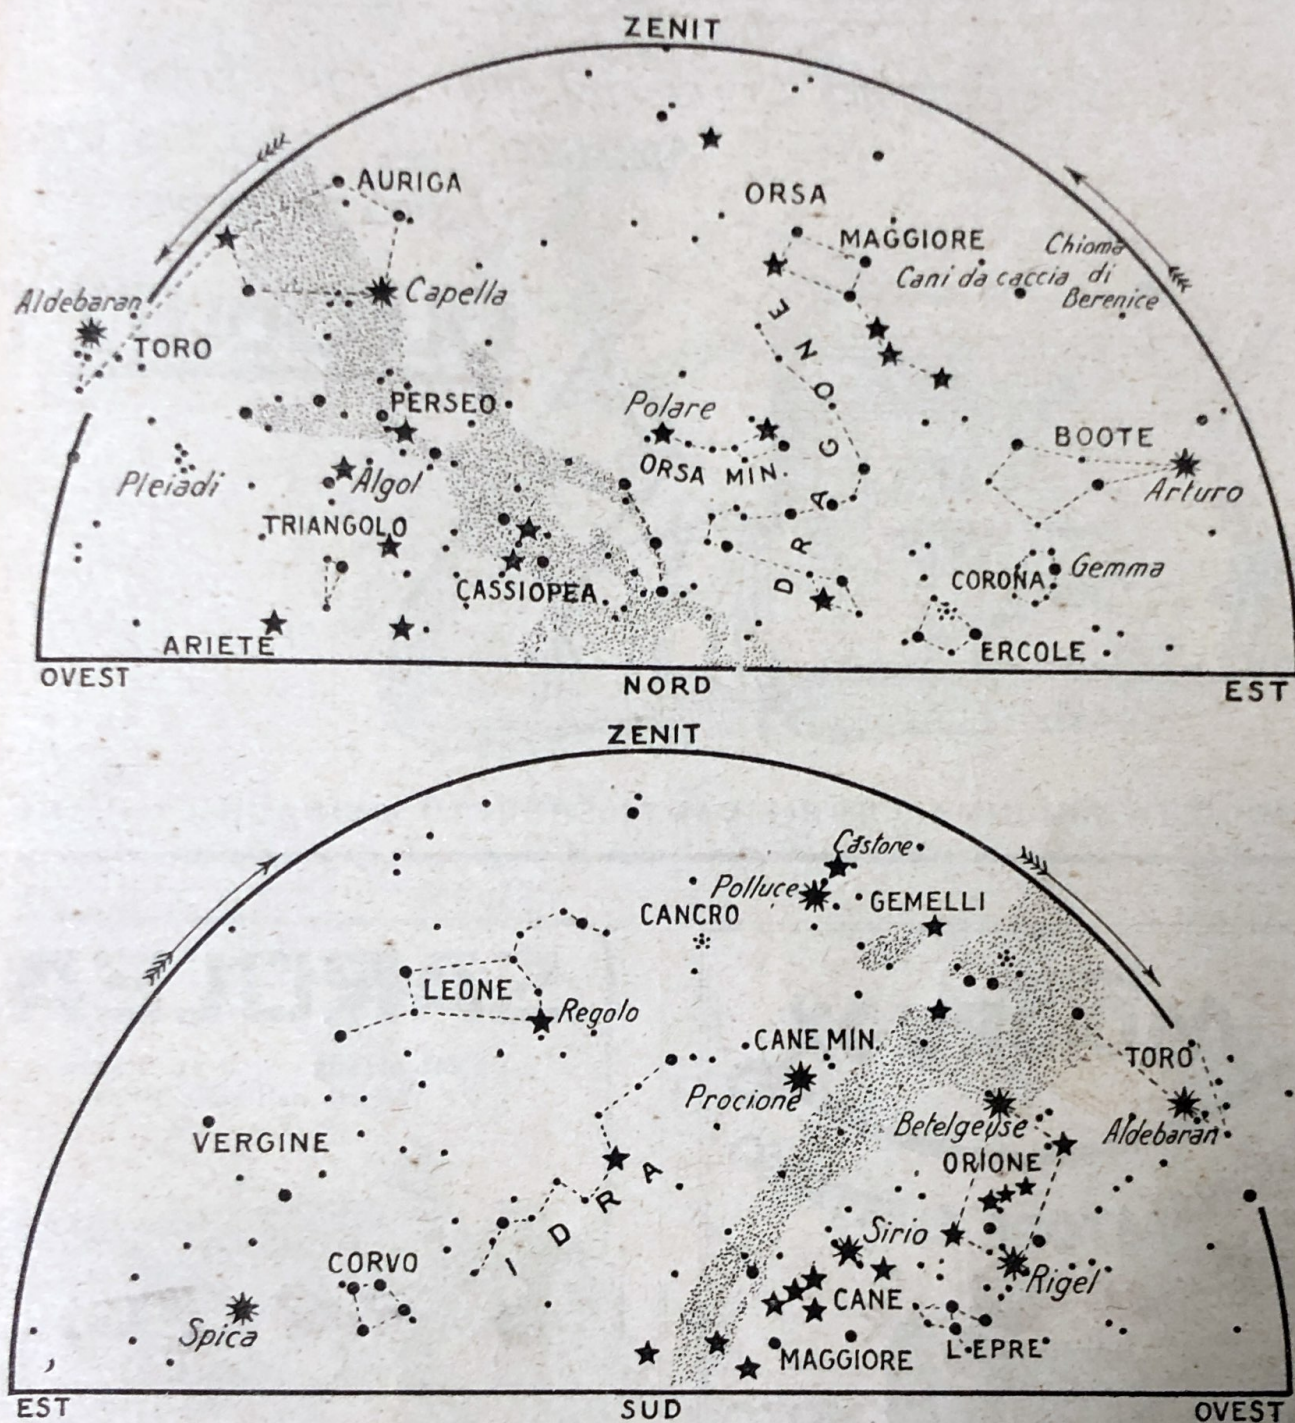 ZENIT
AURIGA
ORSA
MAGGIORE
Chioma
di
Berenice
Cani da caccia
Capella
Aldebaran
TORO
DRAGONE
PERSEO
Polare
ORSA MIN.
BOOTE
Arturo
Pleiadi
Algol
TRIANGOLO
CASSIOPEA
CORONA
Gemma
ARIETE
ERCOLE
OVEST
NORD
EST
ZENIT
Castore
Polluce
GEMELLI
CANCRO
LEONE
Regolo
CANE MIN.
Procione
TORO
Betelgeuse
Aldebaran
ORIONE
VERGINE
IDRA
Sirio
CORVO
Rigel
Spica
CANE
MAGGIORE
LEPRE
EST
SUD
OVEST